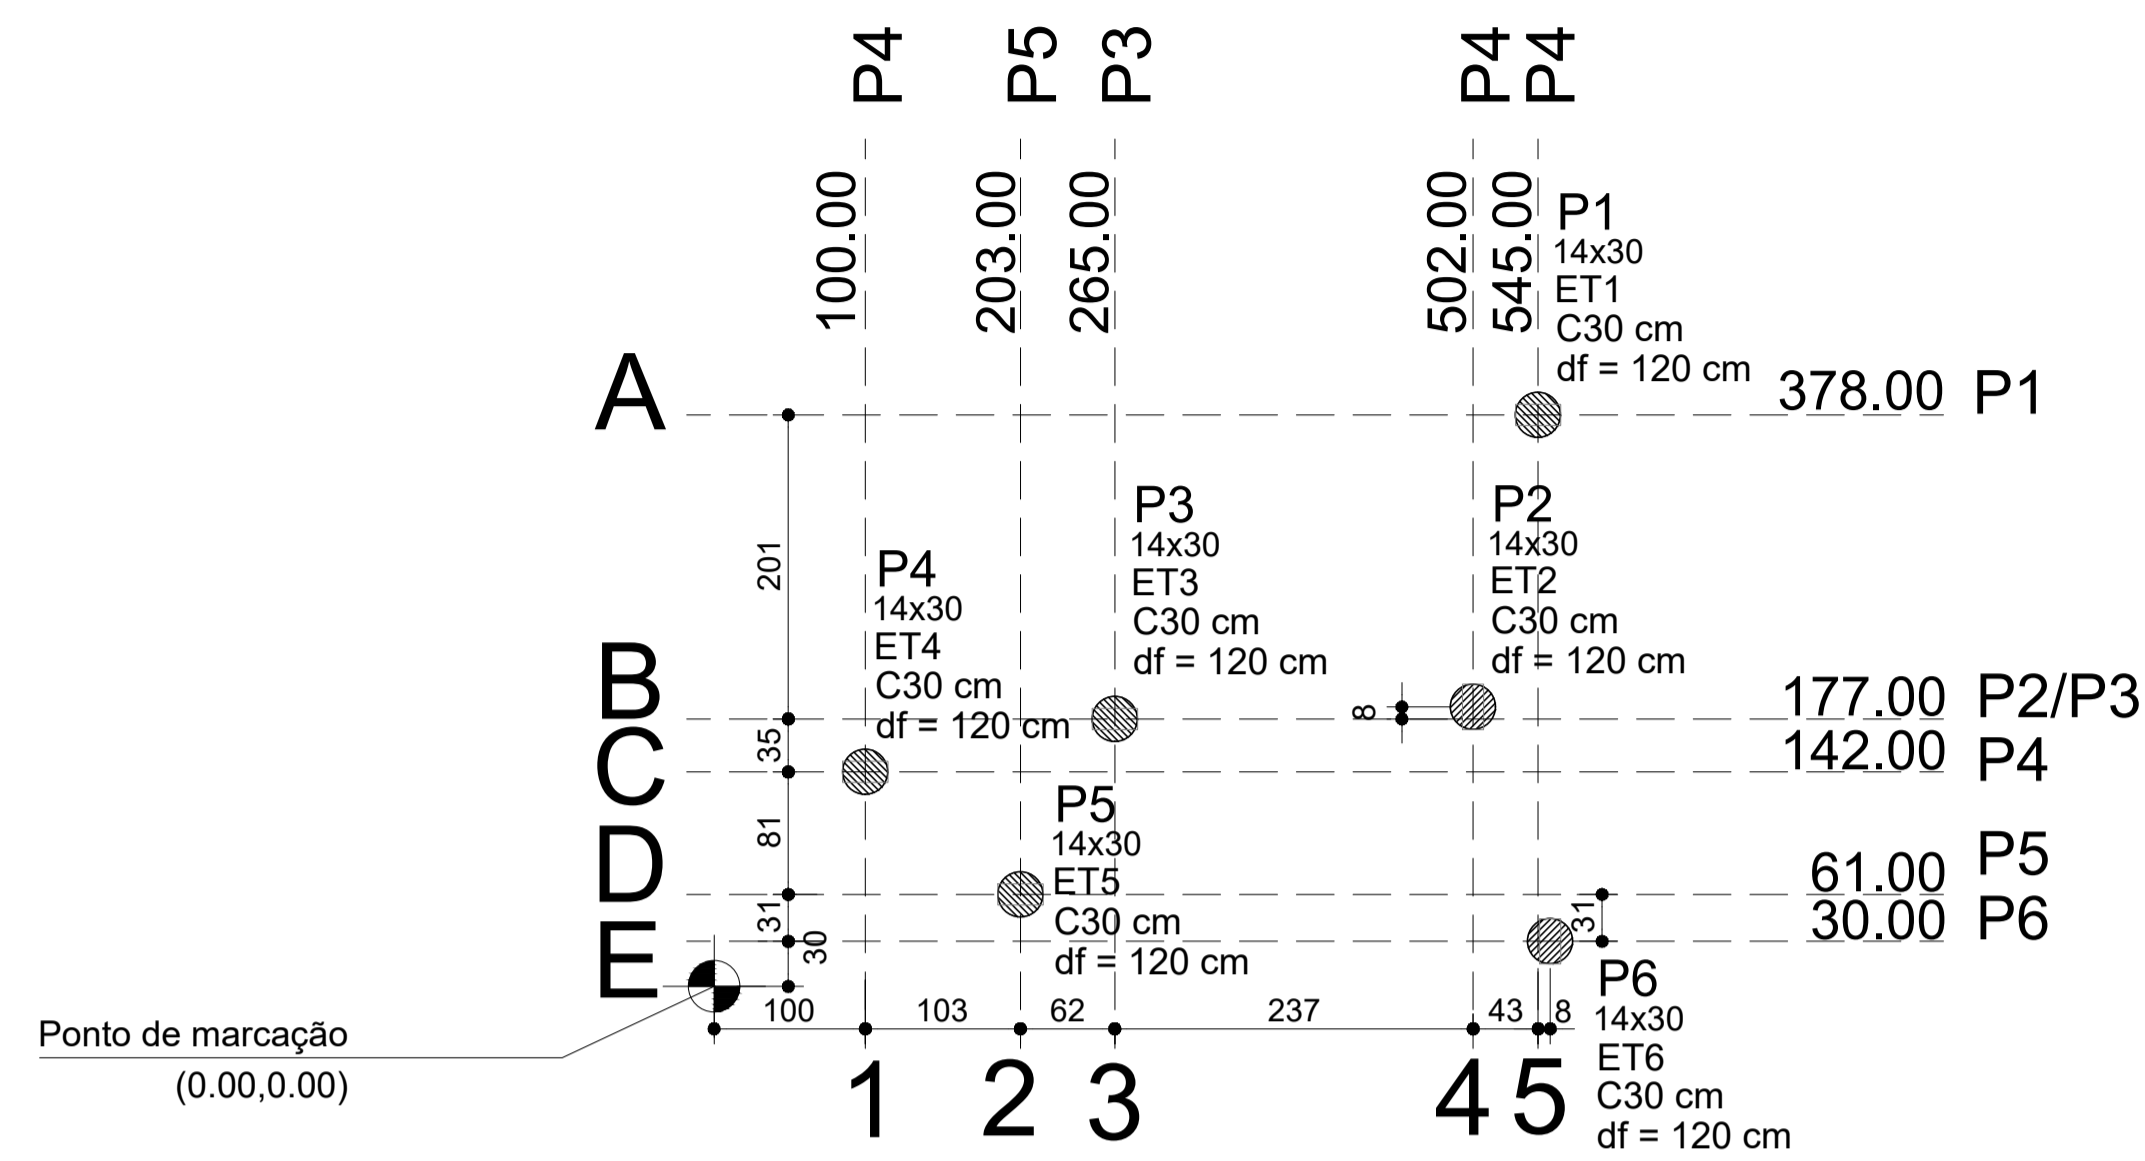 P4
P5
P3
P4
P4
100.00
203.00
265.00
502.00
545.00
P1
14x30
ET1
C30 cm
df = 120 cm
A
378.00 P1
201
P4
14x30
ET4
C30 cm
df = 120 cm
P3
14x30
ET3
C30 cm
df = 120 cm
P2
14x30
ET2
C30 cm
df = 120 cm
B
8
177.00 P2/P3
35
C
142.00 P4
81
P5
14x30
ET5
C30 cm
df = 120 cm
D
61.00 P5
31
31
E
30
30.00 P6
P6
14x30
ET6
C30 cm
df = 120 cm
100
103
62
237
43
8
Ponto de marcação
(0.00,0.00)
1
2
3
4
5